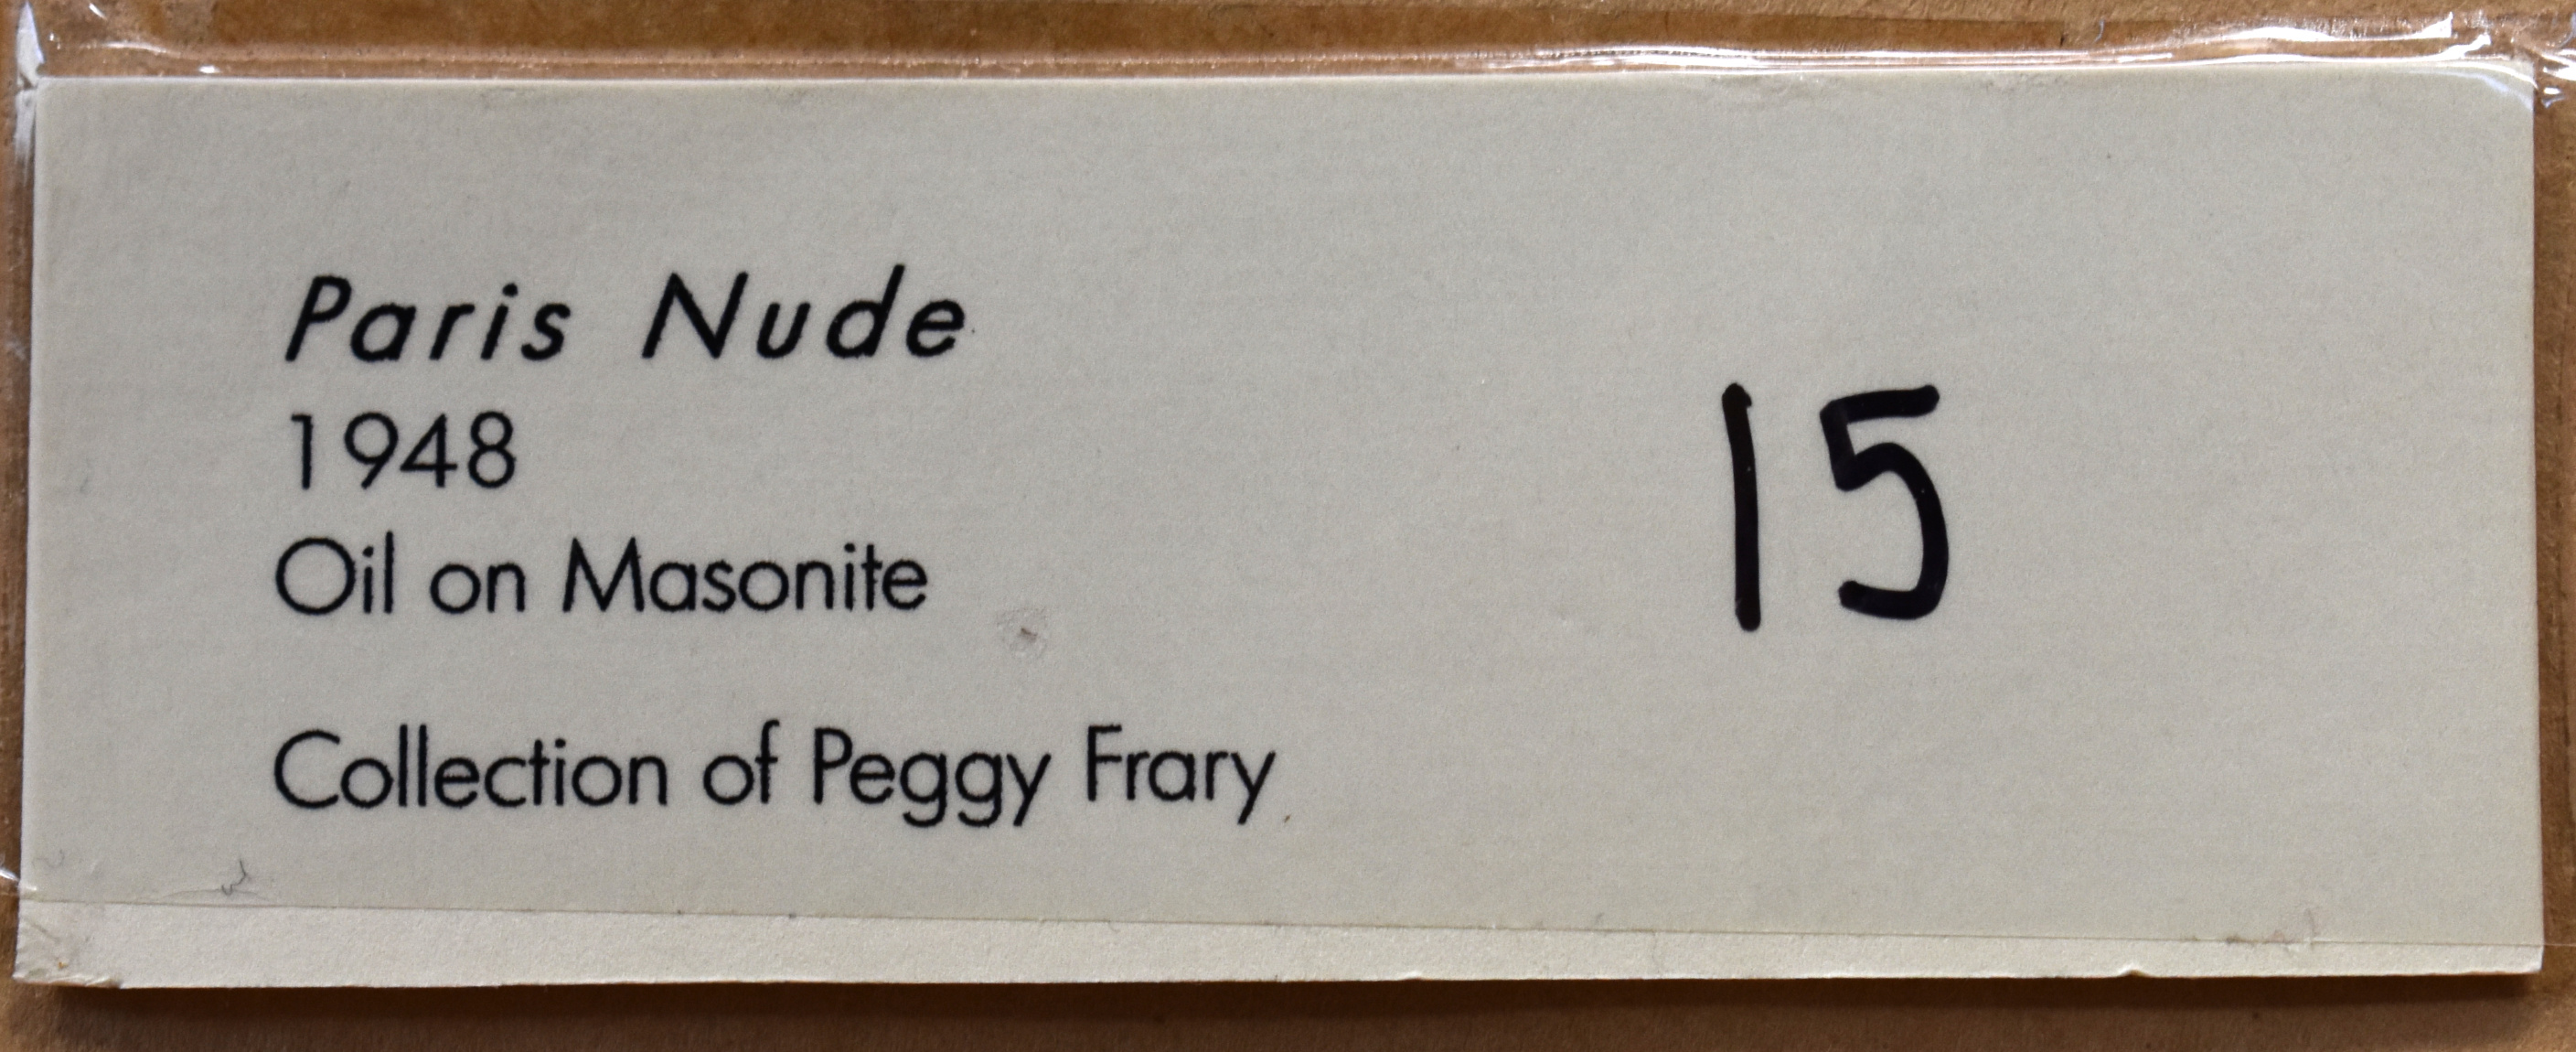 Paris Nude
1948
Oil on Masonite
Collection of Peggy Frary
15